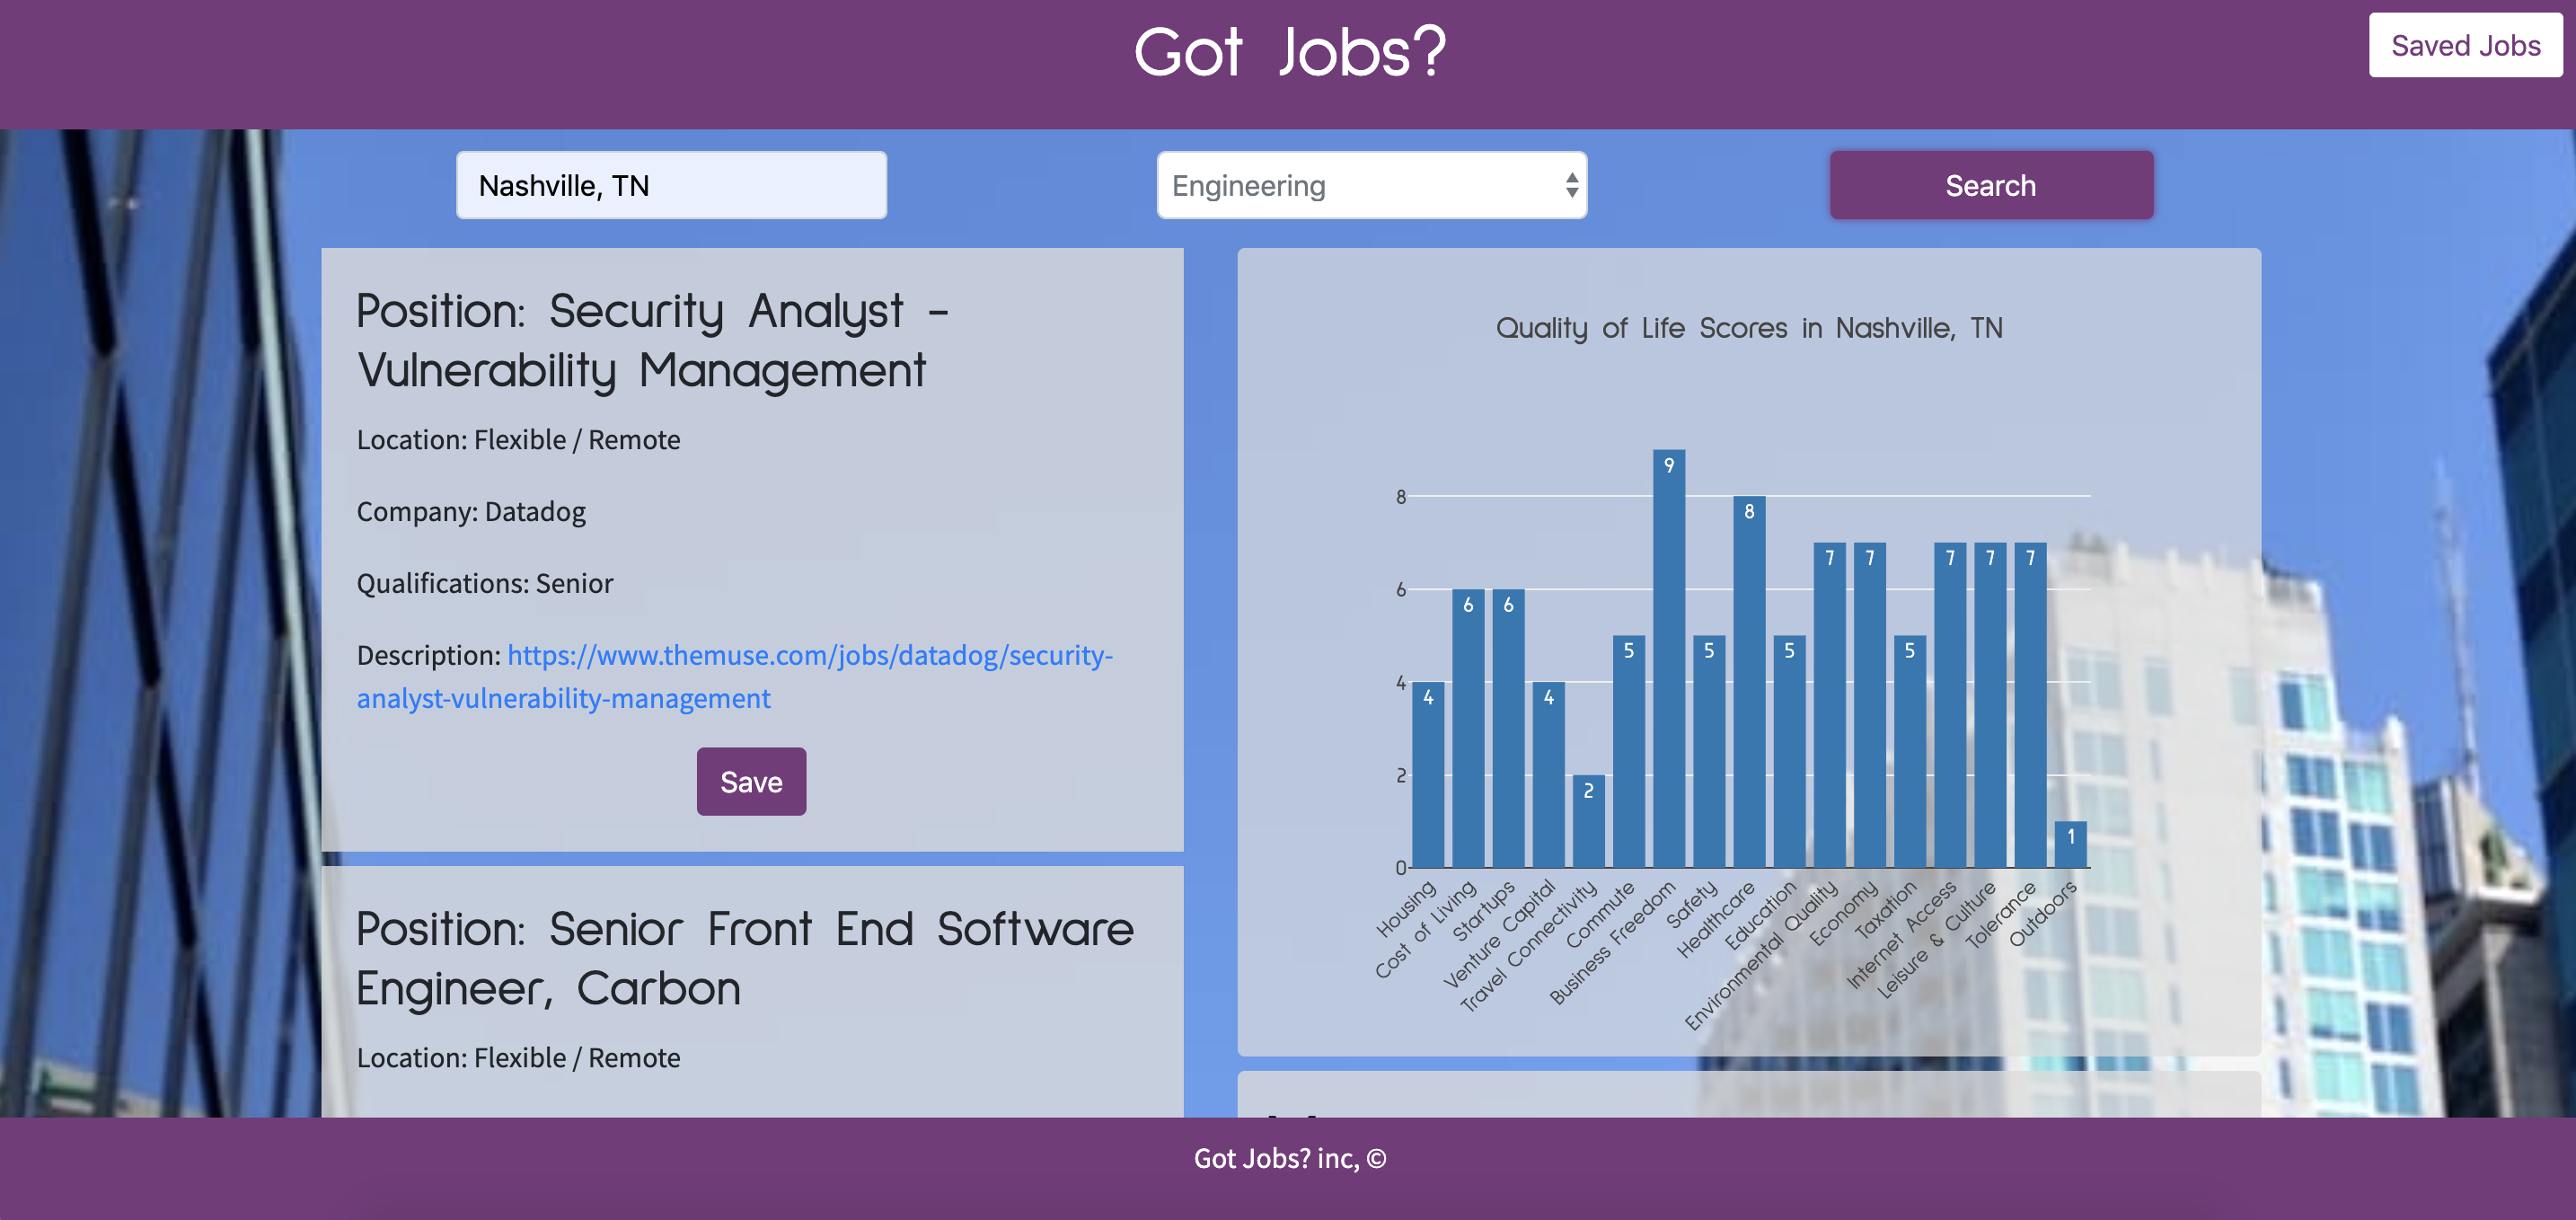 Got Jobs?
Saved Jobs
Nashville, TN
Engineering
Search
Position: Security Analyst -
Vulnerability Management
Location: Flexible / Remote
Company: Datadog
Qualifications: Senior
Description: https://www.themuse.com/jobs/datadog/security-
analyst-vulnerability-management
Save
Position: Senior Front End Software
Engineer, Carbon
Location: Flexible / Remote
Quality of Life Scores in Nashville, TN
8
6
4
2
0
4
6
6
4
2
5
9
5
8
5
7
7
5
7
7
7
1
Housing
Cost of Living
Startups
Venture Capital
Travel Connectivity
Commute
Business Freedom
Safety
Healthcare
Education
Environmental Quality
Economy
Taxation
Internet Access
Leisure & Culture
Tolerance
Outdoors
Got Jobs? inc, ©